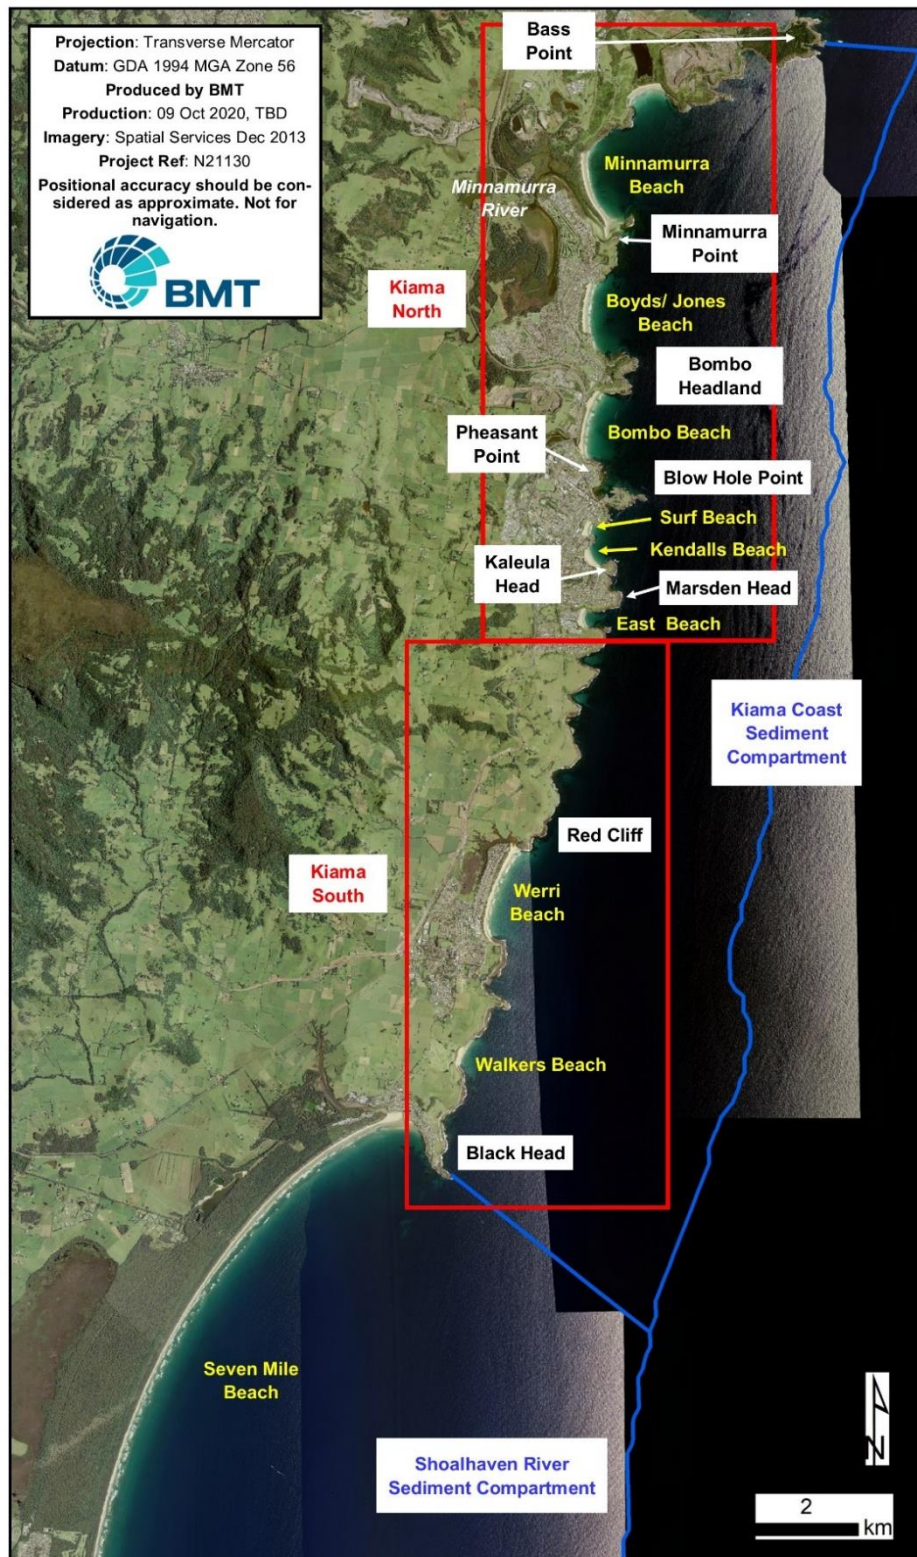 Projection: Transverse Mercator
Datum: GDA 1994 MGA Zone 56
Produced by BMT
Production: 09 Oct 2020, TBD
Imagery: Spatial Services Dec 2013
Project Ref: N21130
Positional accuracy should be con-
sidered as approximate. Not for
navigation.
BMT
Bass
Point
Minnamurra
Beach
Minnamurra
River
Minnamurra
Point
Kiama
North
Boyds/ Jones
Beach
Bombo
Headland
Pheasant
Point
Bombo Beach
Blow Hole Point
Surf Beach
Kendalls Beach
Kaleula
Head
Marsden Head
East Beach
Kiama Coast
Sediment
Compartment
Red Cliff
Kiama
South
Werri
Beach
Walkers Beach
Black Head
Seven Mile
Beach
Shoalhaven River
Sediment Compartment
N
2
km